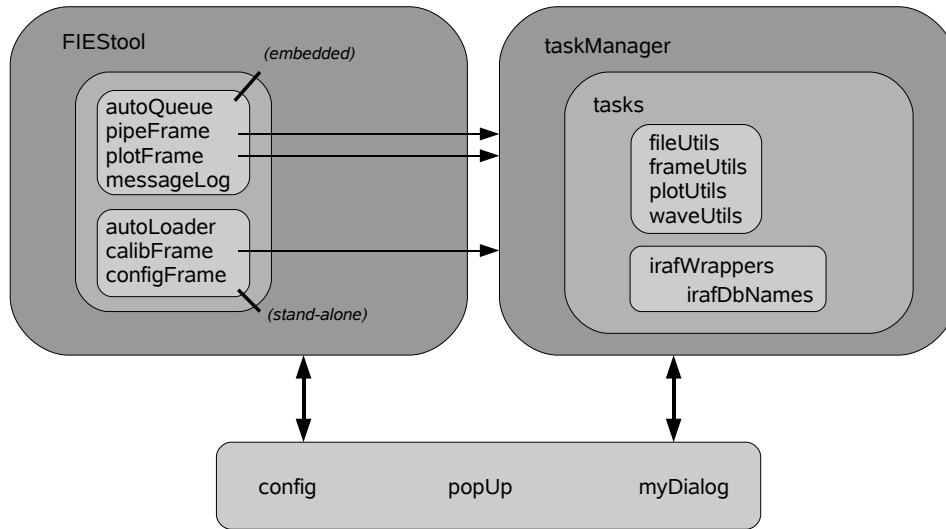 FIEStool
(embedded)
autoQueue
pipeFrame
plotFrame
messageLog
autoLoader
calibFrame
configFrame
(stand-alone)
taskManager
tasks
fileUtils
frameUtils
plotUtils
waveUtils
irafWrappers
irafDbNames
config
popUp
myDialog